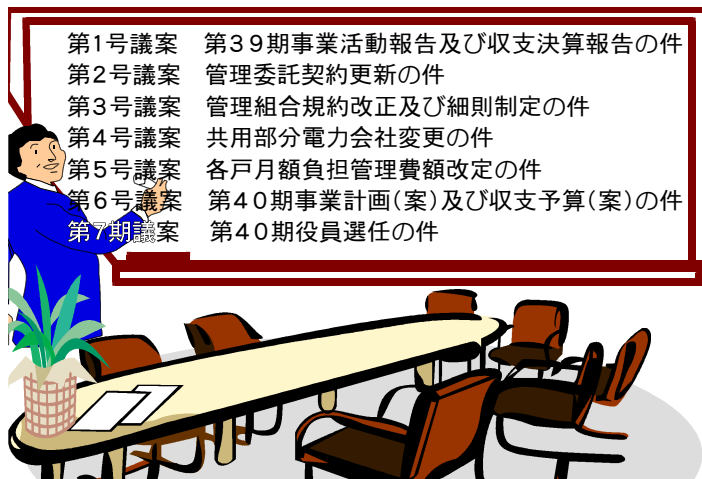 第1号議案　第３９期事業活動報告及び収支決算報告の件
第2号議案　管理委託契約更新の件
第３号議案　管理組合規約改正及び細則制定の件
第４号議案　共用部分電力会社変更の件
第５号議案　各戸月額負担管理費額改定の件
第６号議案　第４０期事業計画（案）及び収支予算（案）の件
第７期議案　第４０期役員選任の件